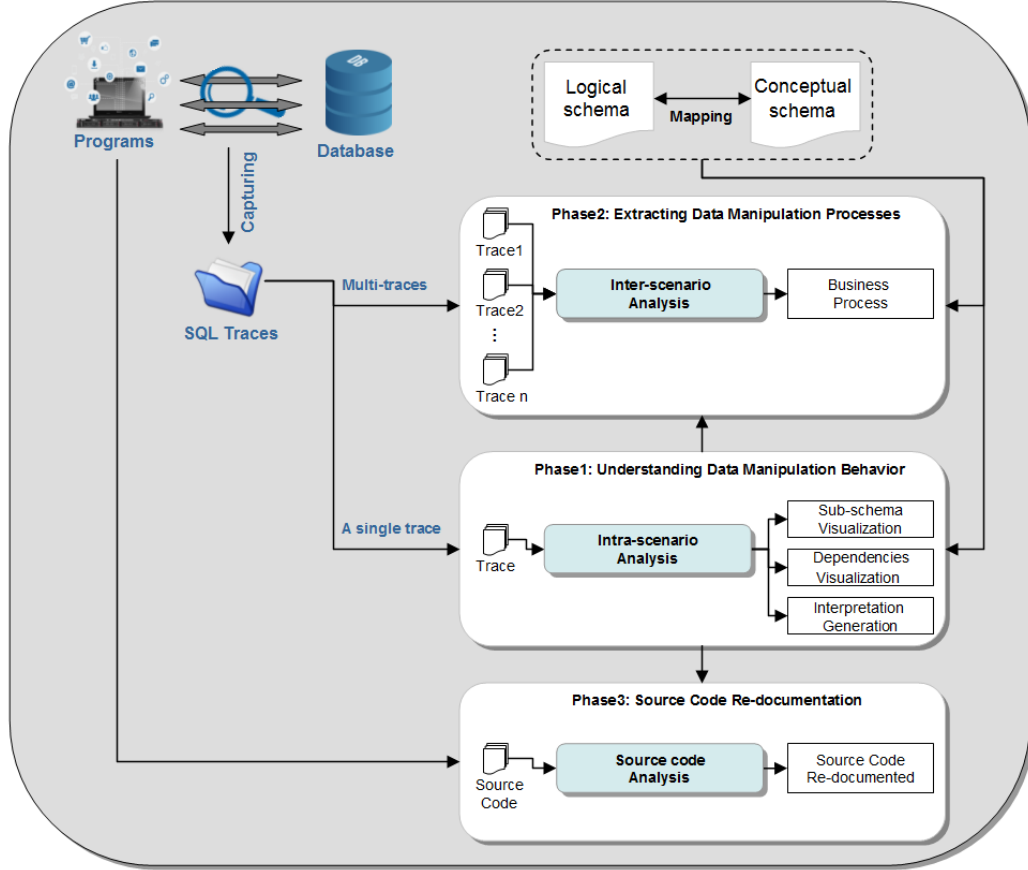 DB
Programs
Database
Capturing
SQL Traces
Multi-traces
A single trace
Logical
schema
Mapping
Conceptual
schema
Phase2: Extracting Data Manipulation Processes
Trace1
Trace2
⋮
Trace n
Inter-scenario
Analysis
Business
Process
Phase1: Understanding Data Manipulation Behavior
Trace
Intra-scenario
Analysis
Sub-schema
Visualization
Dependencies
Visualization
Interpretation
Generation
Phase3: Source Code Re-documentation
Source
Code
Source code
Analysis
Source Code
Re-documented